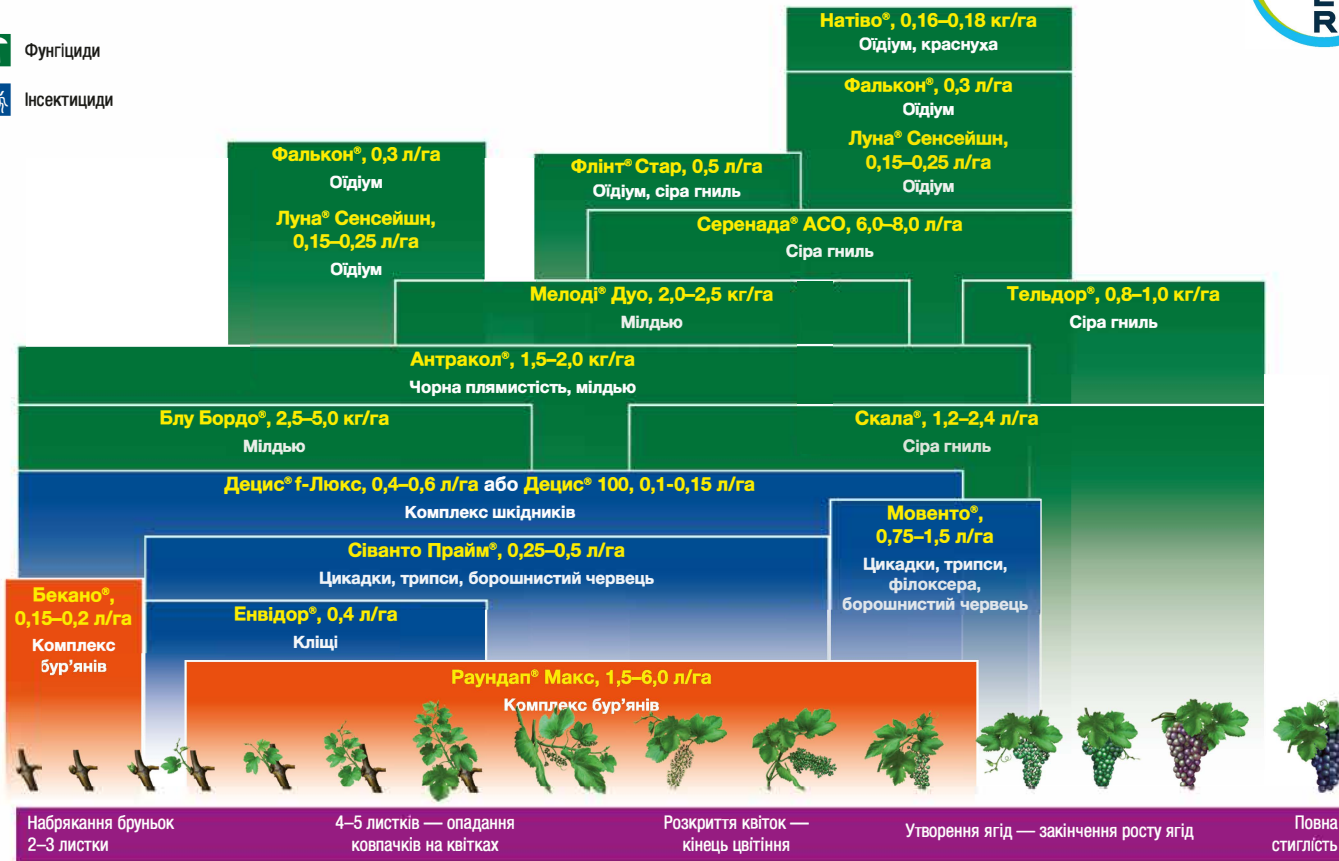 E
R
Фунгіциди
Інсектициди
Натіво®, 0,16–0,18 кг/га
Оїдіум, краснуха
Фалькон®, 0,3 л/га
Оїдіум
Луна® Сенсейшн,
0,15–0,25 л/га
Оїдіум
Фалькон®, 0,3 л/га
Оїдіум
Луна® Сенсейшн,
0,15–0,25 л/га
Оїдіум
Флінт® Стар, 0,5 л/га
Оїдіум, сіра гниль
Серенада® АСО, 6,0–8,0 л/га
Сіра гниль
Мелоді® Дуо, 2,0–2,5 кг/га
Мілдью
Тельдор®, 0,8–1,0 кг/га
Сіра гниль
Антракол®, 1,5–2,0 кг/га
Чорна плямистість, мілдью
Блу Бордо®, 2,5–5,0 кг/га
Мілдью
Скала®, 1,2–2,4 л/га
Сіра гниль
Децис® f-Люкс, 0,4–0,6 л/га або Децис® 100, 0,1-0,15 л/га
Комплекс шкідників
Мовенто®,
0,75–1,5 л/га
Цикадки, трипси,
філоксера,
борошнистий червець
Сіванто Прайм®, 0,25–0,5 л/га
Цикадки, трипси, борошнистий червець
Бекано®,
0,15–0,2 л/га
Комплекс
бур’янів
Енвідор®, 0,4 л/га
Кліщі
Раундап® Макс, 1,5–6,0 л/га
Комплекс бур’янів
Набрякання бруньок
2–3 листки
4–5 листків — опадання
ковпачків на квітках
Розкриття квіток —
кінець цвітіння
Утворення ягід — закінчення росту ягід
Повна
стиглість